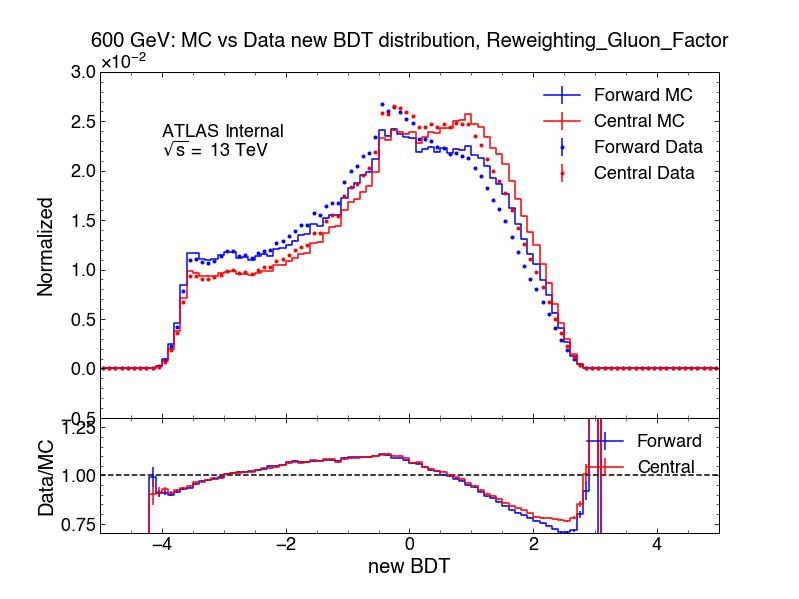 600 GeV: MC vs Data new BDT distribution, Reweighting_Gluon_Factor
×10⁻²
3.0
2.5
2.0
1.5
1.0
0.5
0.0
−0.5
Normalized
ATLAS Internal
√s = 13 TeV
Forward MC
Central MC
Forward Data
Central Data
1.25
1.00
0.75
Data/MC
Forward
Central
−4 −2 0 2 4
new BDT